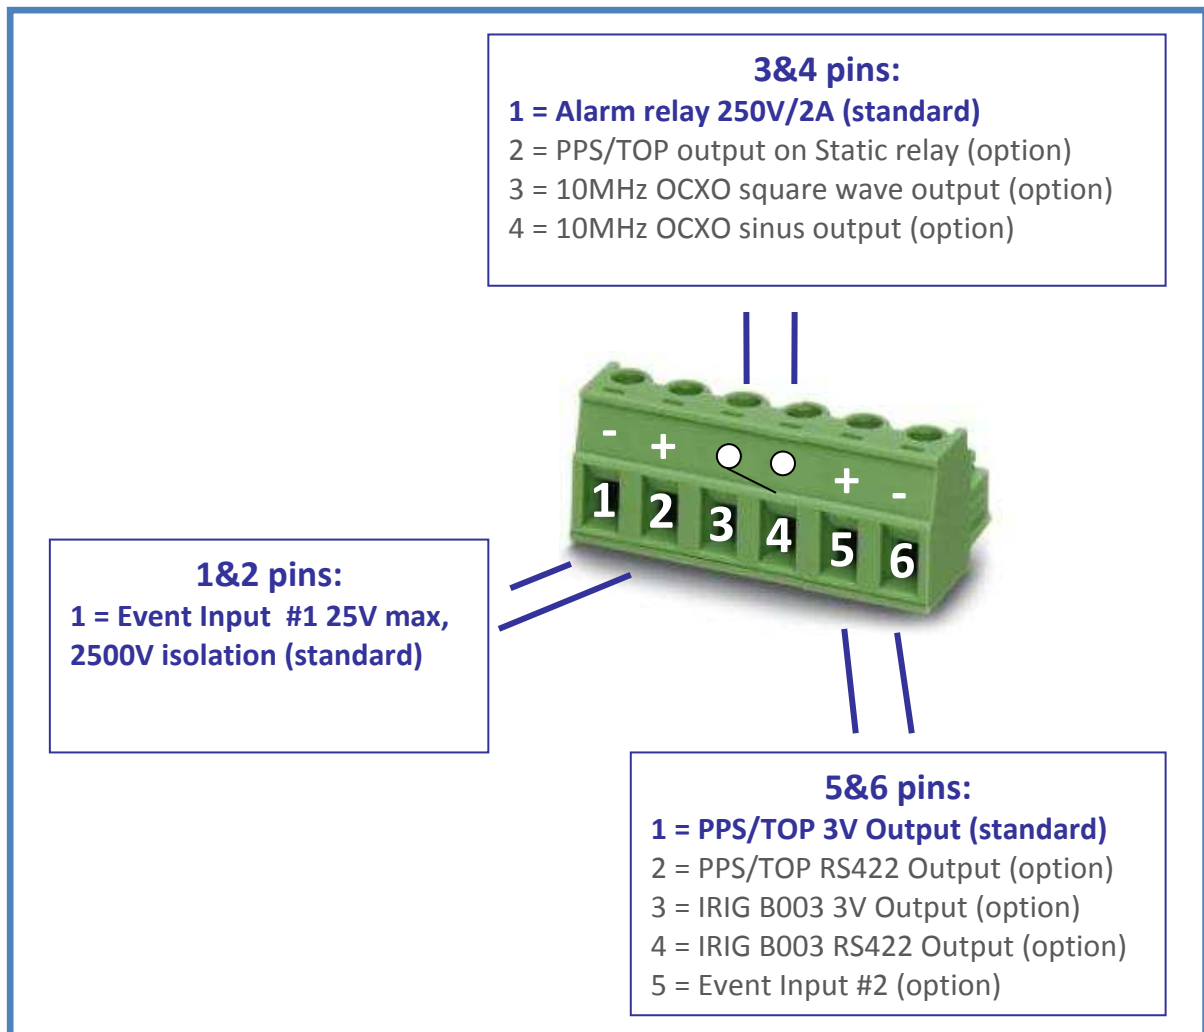 3&4 pins:
1 = Alarm relay 250V/2A (standard)
2 = PPS/TOP output on Static relay (option)
3 = 10MHz OCXO square wave output (option)
4 = 10MHz OCXO sinus output (option)
- + + -
1 2 3 4 5 6
1&2 pins:
1 = Event Input #1 25V max,
2500V isolation (standard)
5&6 pins:
1 = PPS/TOP 3V Output (standard)
2 = PPS/TOP RS422 Output (option)
3 = IRIG B003 3V Output (option)
4 = IRIG B003 RS422 Output (option)
5 = Event Input #2 (option)